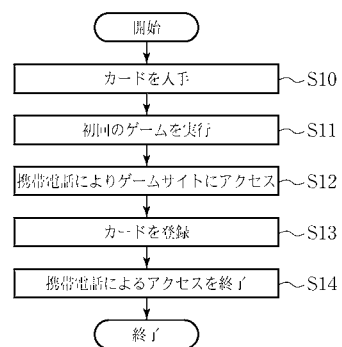 開始
カードを入手 S10
初回のゲームを実行 S11
携帯電話によりゲームサイトにアクセス S12
カードを登録 S13
携帯電話によるアクセスを終了 S14
終了